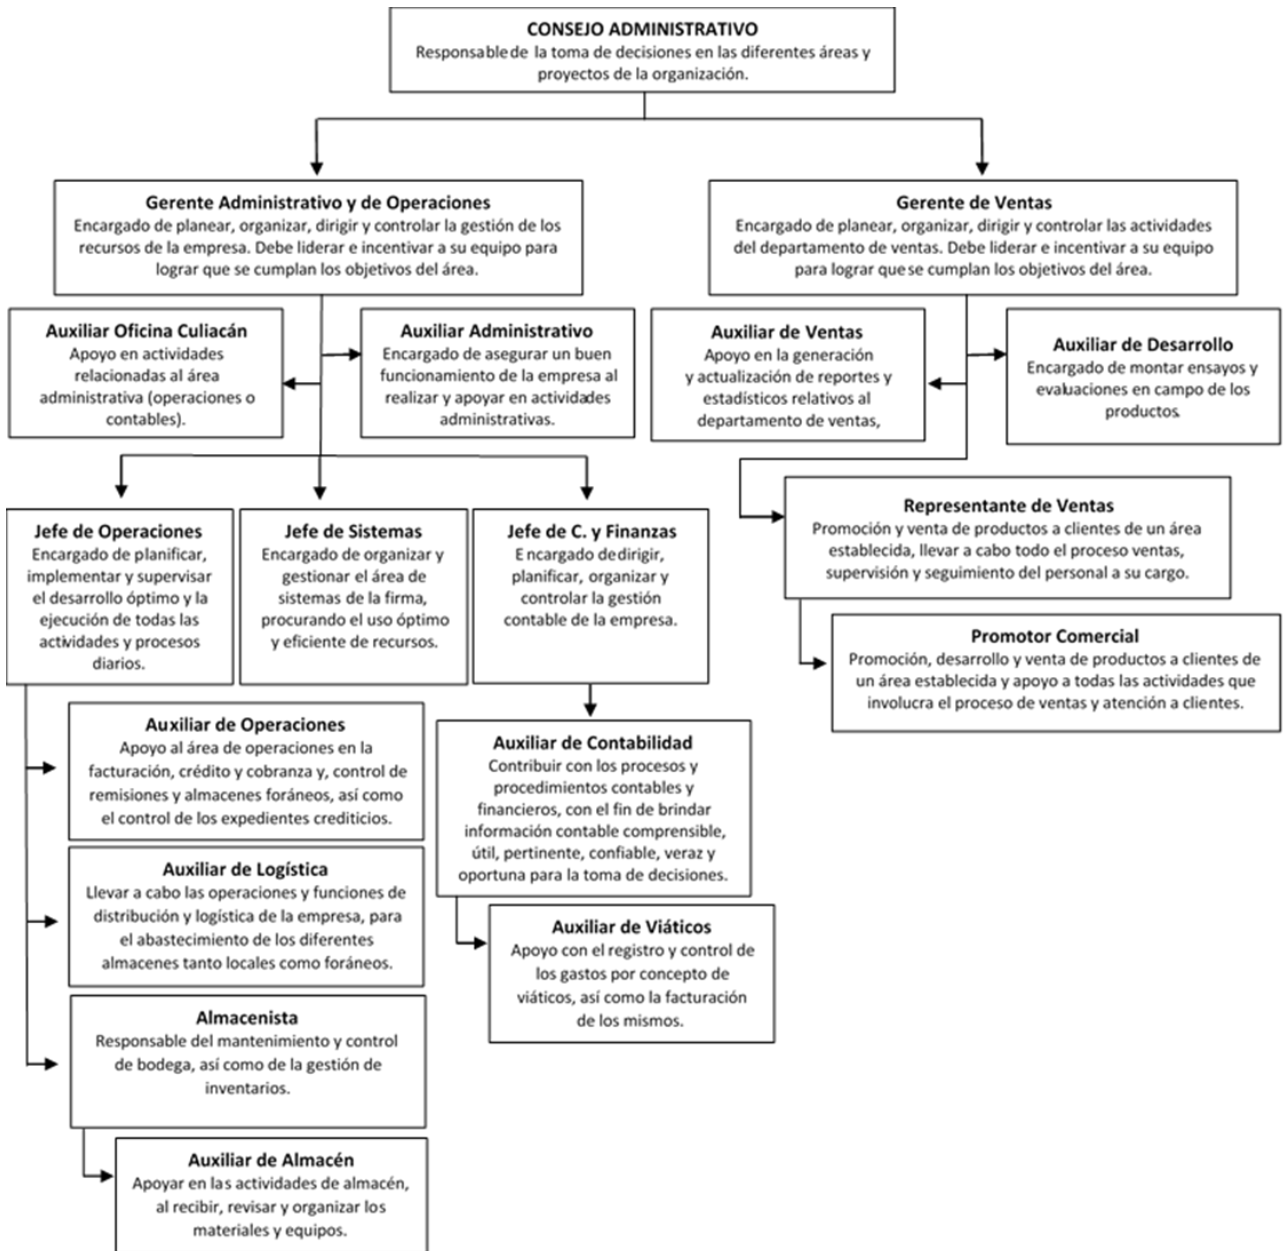 CONSEJO ADMINISTRATIVO
Responsable de la toma de decisiones en las diferentes áreas y
proyectos de la organización.
Gerente Administrativo y de Operaciones
Encargado de planear, organizar, dirigir y controlar la gestión de los
recursos de la empresa. Debe liderar e incentivar a su equipo para
lograr que se cumplan los objetivos del área.
Gerente de Ventas
Encargado de planear, organizar, dirigir y controlar las actividades
del departamento de ventas. Debe liderar e incentivar a su equipo
para lograr que se cumplan los objetivos del área.
Auxiliar Oficina Culiacán
Apoyo en actividades
relacionadas al área
administrativa (operaciones o
contables).
Auxiliar Administrativo
Encargado de asegurar un buen
funcionamiento de la empresa al
realizar y apoyar en actividades
administrativas.
Auxiliar de Ventas
Apoyo en la generación
y actualización de reportes y
estadísticos relativos al
departamento de ventas,
Auxiliar de Desarrollo
Encargado de montar ensayos y
evaluaciones en campo de los
productos.
Jefe de Operaciones
Encargado de planificar,
implementar y supervisar
el desarrollo óptimo y la
ejecución de todas las
actividades y procesos
diarios.
Jefe de Sistemas
Encargado de organizar y
gestionar el área de
sistemas de la firma,
procurando el uso óptimo
y eficiente de recursos.
Jefe de C. y Finanzas
Encargado de dirigir,
planificar, organizar y
controlar la gestión
contable de la empresa.
Representante de Ventas
Promoción y venta de productos a clientes de un área
establecida, llevar a cabo todo el proceso ventas,
supervisión y seguimiento del personal a su cargo.
Promotor Comercial
Promoción, desarrollo y venta de productos a clientes de
un área establecida y apoyo a todas las actividades que
involucra el proceso de ventas y atención a clientes.
Auxiliar de Operaciones
Apoyo al área de operaciones en la
facturación, crédito y cobranza y, control de
remisiones y almacenes foráneos, así como
el control de los expedientes crediticios.
Auxiliar de Contabilidad
Contribuir con los procesos y
procedimientos contables y
financieros, con el fin de brindar
información contable comprensible,
útil, pertinente, confiable, veraz y
oportuna para la toma de decisiones.
Auxiliar de Logística
Llevar a cabo las operaciones y funciones de
distribución y logística de la empresa, para
el abastecimiento de los diferentes
almacenes tanto locales como foráneos.
Auxiliar de Viáticos
Apoyo con el registro y control de
los gastos por concepto de
viáticos, así como la facturación
de los mismos.
Almacenista
Responsable del mantenimiento y control
de bodega, así como de la gestión de
inventarios.
Auxiliar de Almacén
Apoyar en las actividades de almacén,
al recibir, revisar y organizar los
materiales y equipos.